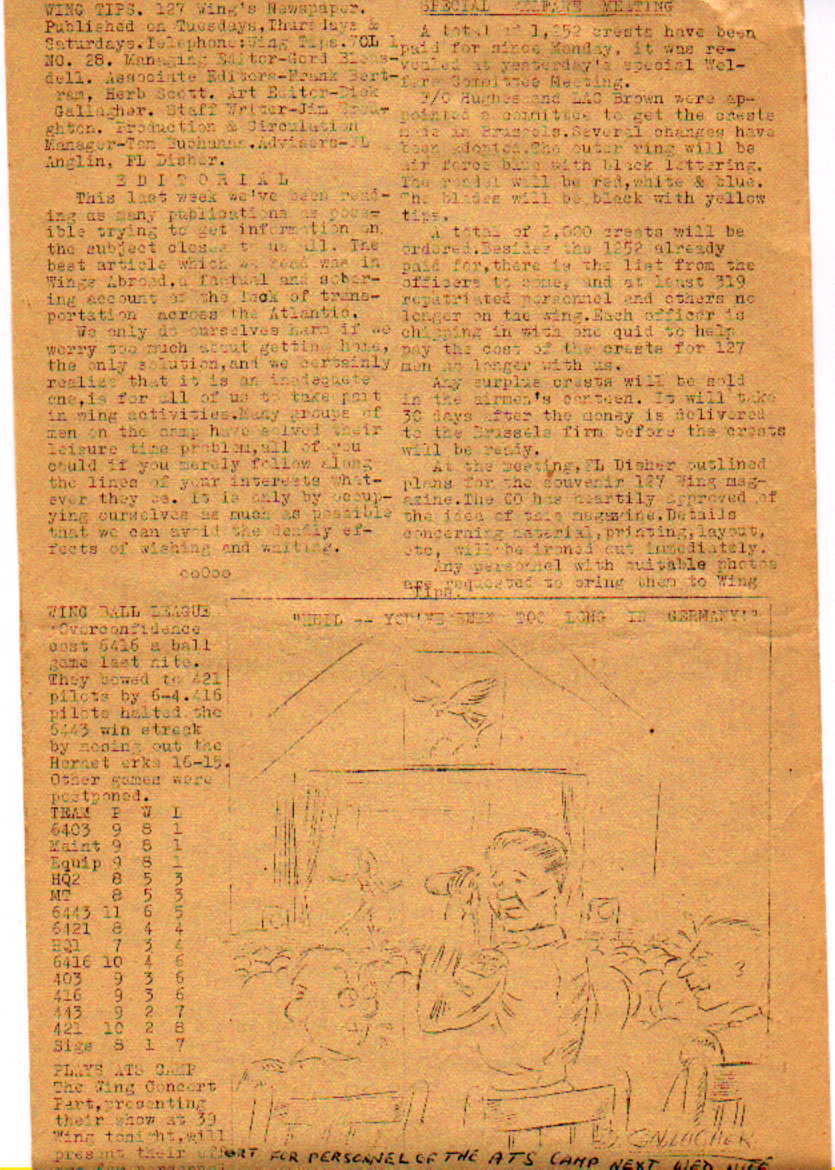 WING TIPS. 127 Wing's Newspaper.
Published on Tuesdays,Thursdays &
Saturdays.Telephone:Wing Tips.VOL 1
NO. 28. Managing Editor-Gord
dell. Associate Editors-Frank Bert-
ram, Herb Scott. Art Editor-Dick
Gallagher. Staff Writer-Jim
ghton. Production & Circulation
Manager-Tom Buchanan.Advisers-FL
Anglin, FL Disher.
E D I T O R I A L
This last week we've been read-
ing as many publications as poss-
ible trying to get information on
the subject closes to us all. The
best article which we read was in
Wings Abroad,a factual and sober-
ing account of the lack of trans-
portation across the Atlantic.
We only do ourselves harm if we
worry too much about getting home,
the only solution,and we certainly
realize that it is an inadequate
one,is for all of us to take part
in wing activities.Many groups of
men on the camp have solved their
leisure time problem,all of you
could if you merely follow along
the lines of your interests what-
ever they be. It is only by occup-
ying ourselves as much as possible
that we can avoid the deadly ef-
fects of wishing and waiting.
ooOoo
SPECIAL WELFARE MEETING
A total of 1,252 crests have been
paid for since Monday, it was re-
vealed at yesterday's special Wel-
fare Committee Meeting.
F/O Hughes and LAC Brown were ap-
pointed a committee to get the crests
made in Brussels.Several changes have
been adopted.The outer ring will be
air force blue with black lettering.
The rondel will be red,white & blue.
The blades will be black with yellow
tips.
A total of 2,000 crests will be
ordered.Besides the 1252 already
paid for,there is the list from the
officers to come, and at least 319
repatriated personnel and others no
longer on the wing.Each officer is
chipping in with one quid to help
pay the cost of the crests for 127
men no longer with us.
Any surplus crests will be sold
in the airmen's canteen. It will take
30 days after the money is delivered
to the Brussels firm before the crests
will be ready.
At the meeting,FL Disher outlined
plans for the souvenir 127 Wing mag-
azine.The CO has heartily approved of
the idea of this magazine.Details
concerning material,printing,layout,
etc, will be ironed out immediately.
Any personnel with suitable photos
are requested to bring them to Wing
Tips.
WING BALL LEAGUE
Overconfidence
cost 6416 a ball
game last nite.
They bowed to 421
pilots by 6-4.416
pilots halted the
6443 win streak
by nosing out the
Hornet erks 16-15.
Other games were
postponed.
TEAM P W L
6403 9 8 1
Maint 9 8 1
Equip 9 8 1
HQ2 8 5 3
MT 8 5 3
6443 11 6 5
6421 8 4 4
HQ1 7 3 4
6416 10 4 6
403 9 3 6
416 9 3 6
443 9 2 7
421 10 2 8
Sigs 8 1 7
PLAYS ATS CAMP
The Wing Concert
Part,presenting
their show at 39
Wing tonight,will
present their
"HEIL -- YOU'VE BEEN TOO LONG IN GERMANY!"
GALLAGHER
FOR PERSONNEL OF THE ATS CAMP NEXT WED NITE